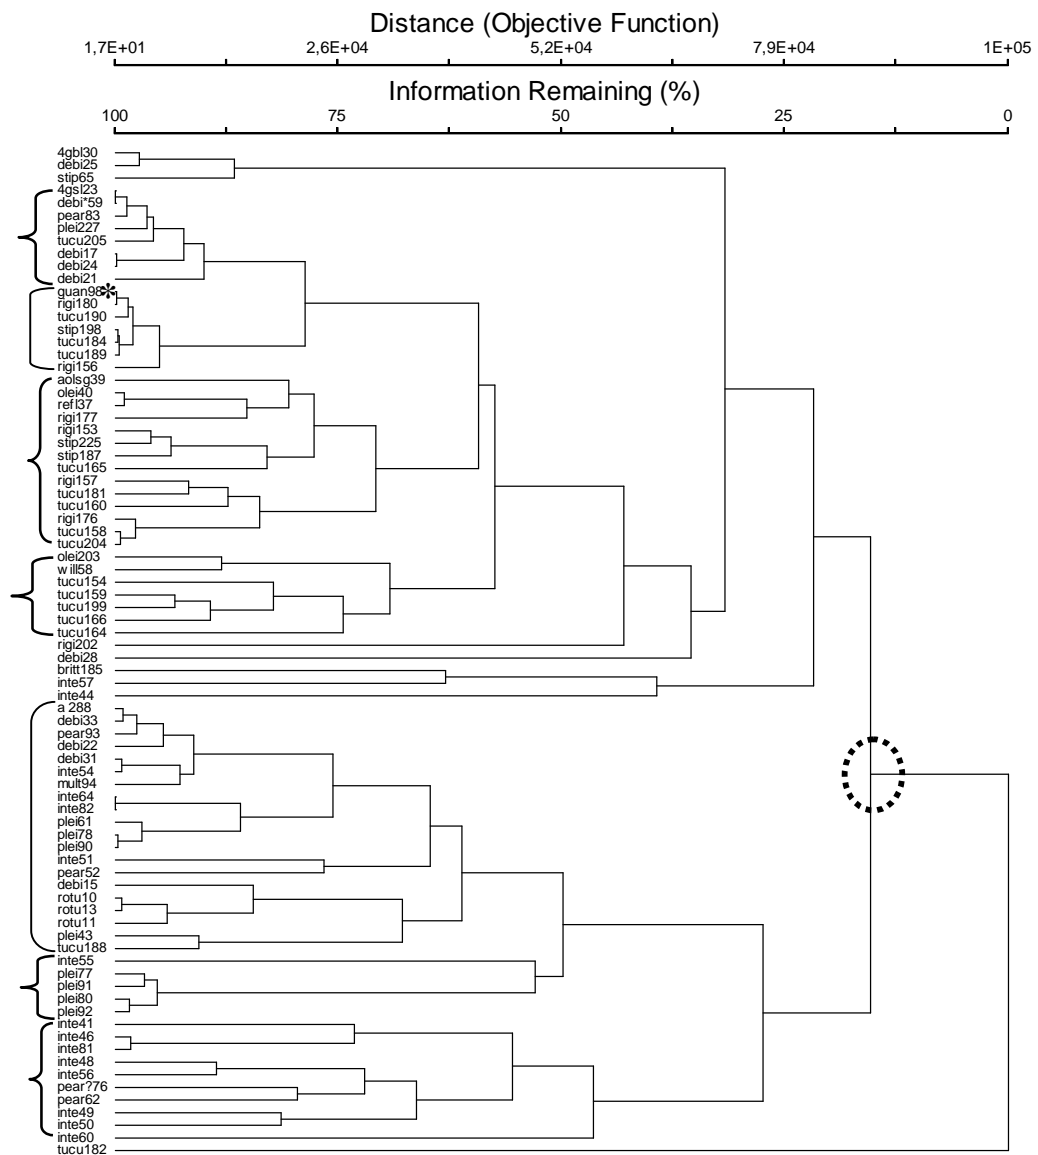 Distance (Objective Function)
1,7E+01 2,6E+04 5,2E+04 7,9E+04 1E+05
Information Remaining (%)
100 75 50 25 0
4gbl30
debi25
stip65
4gsl23
debi*59
pear83
plei227
tucu205
debi17
debi24
debi21
guan98*
rigi180
tucu190
stip198
tucu184
tucu189
rigi156
aolsg39
olei40
refl37
rigi177
rigi153
stip225
stip187
tucu165
rigi157
tucu181
tucu160
rigi176
tucu158
tucu204
olei203
will58
tucu154
tucu159
tucu199
tucu166
tucu164
rigi202
debi28
britt185
inte57
inte44
a 288
debi33
pear93
debi22
debi31
inte54
mult94
inte64
inte82
plei61
plei78
plei90
inte51
pear52
debi15
rotu10
rotu13
rotu11
plei43
tucu188
inte55
plei77
plei91
plei80
plei92
inte41
inte46
inte81
inte48
inte56
pear?76
pear62
inte49
inte50
inte60
tucu182